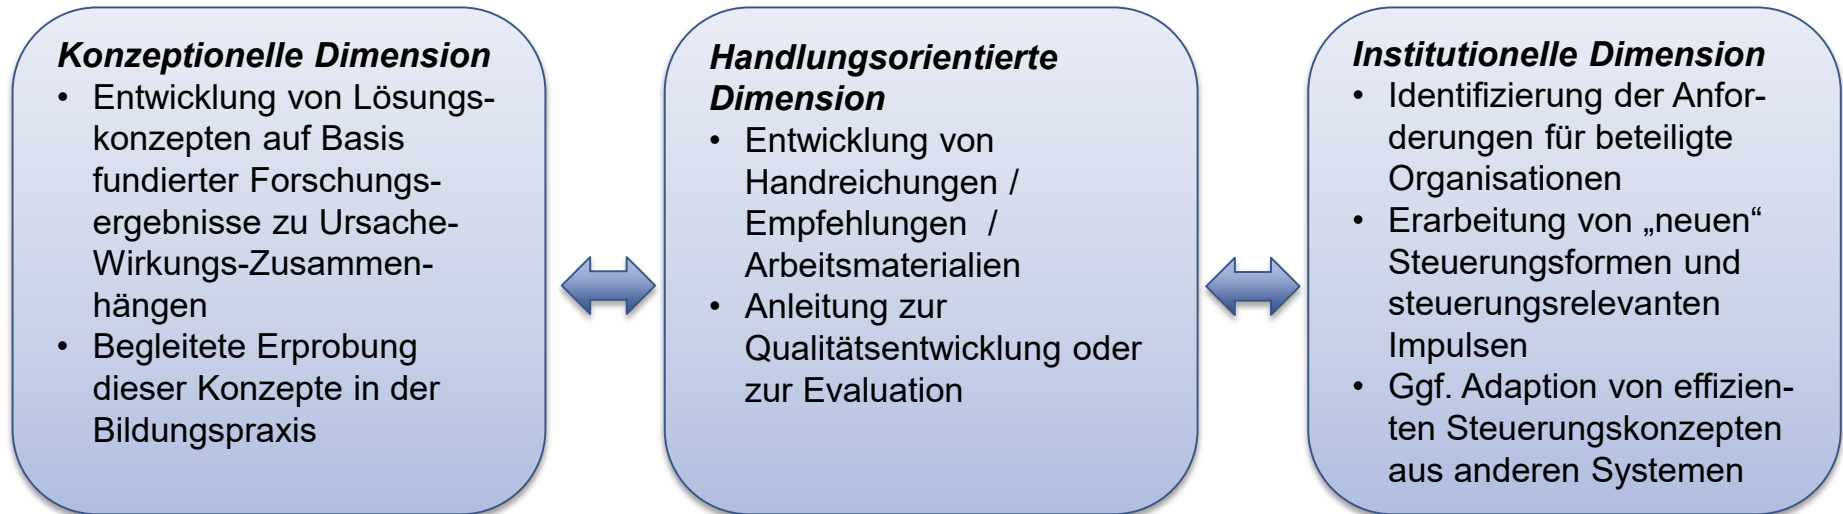 Konzeptionelle Dimension
• Entwicklung von Lösungs-
konzepten auf Basis
fundierter Forschungs-
ergebnisse zu Ursache-
Wirkungs-Zusammen-
hängen
• Begleitete Erprobung
dieser Konzepte in der
Bildungspraxis
Handlungsorientierte
Dimension
• Entwicklung von
Handreichungen /
Empfehlungen /
Arbeitsmaterialien
• Anleitung zur
Qualitätsentwicklung oder
zur Evaluation
Institutionelle Dimension
• Identifizierung der Anfor-
derungen für beteiligte
Organisationen
• Erarbeitung von „neuen“
Steuerungsformen und
steuerungsrelevanten
Impulsen
• Ggf. Adaption von effizien-
ten Steuerungskonzepten
aus anderen Systemen